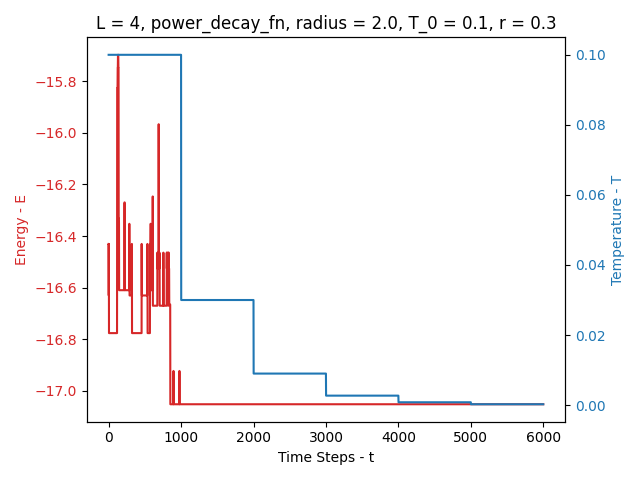 L = 4, power_decay_fn, radius = 2.0, T_0 = 0.1, r = 0.3
Energy - E
−15.8
−16.0
−16.2
−16.4
−16.6
−16.8
−17.0
0.10
0.08
0.06
0.04
0.02
0.00
Temperature - T
0 1000 2000 3000 4000 5000 6000
Time Steps - t